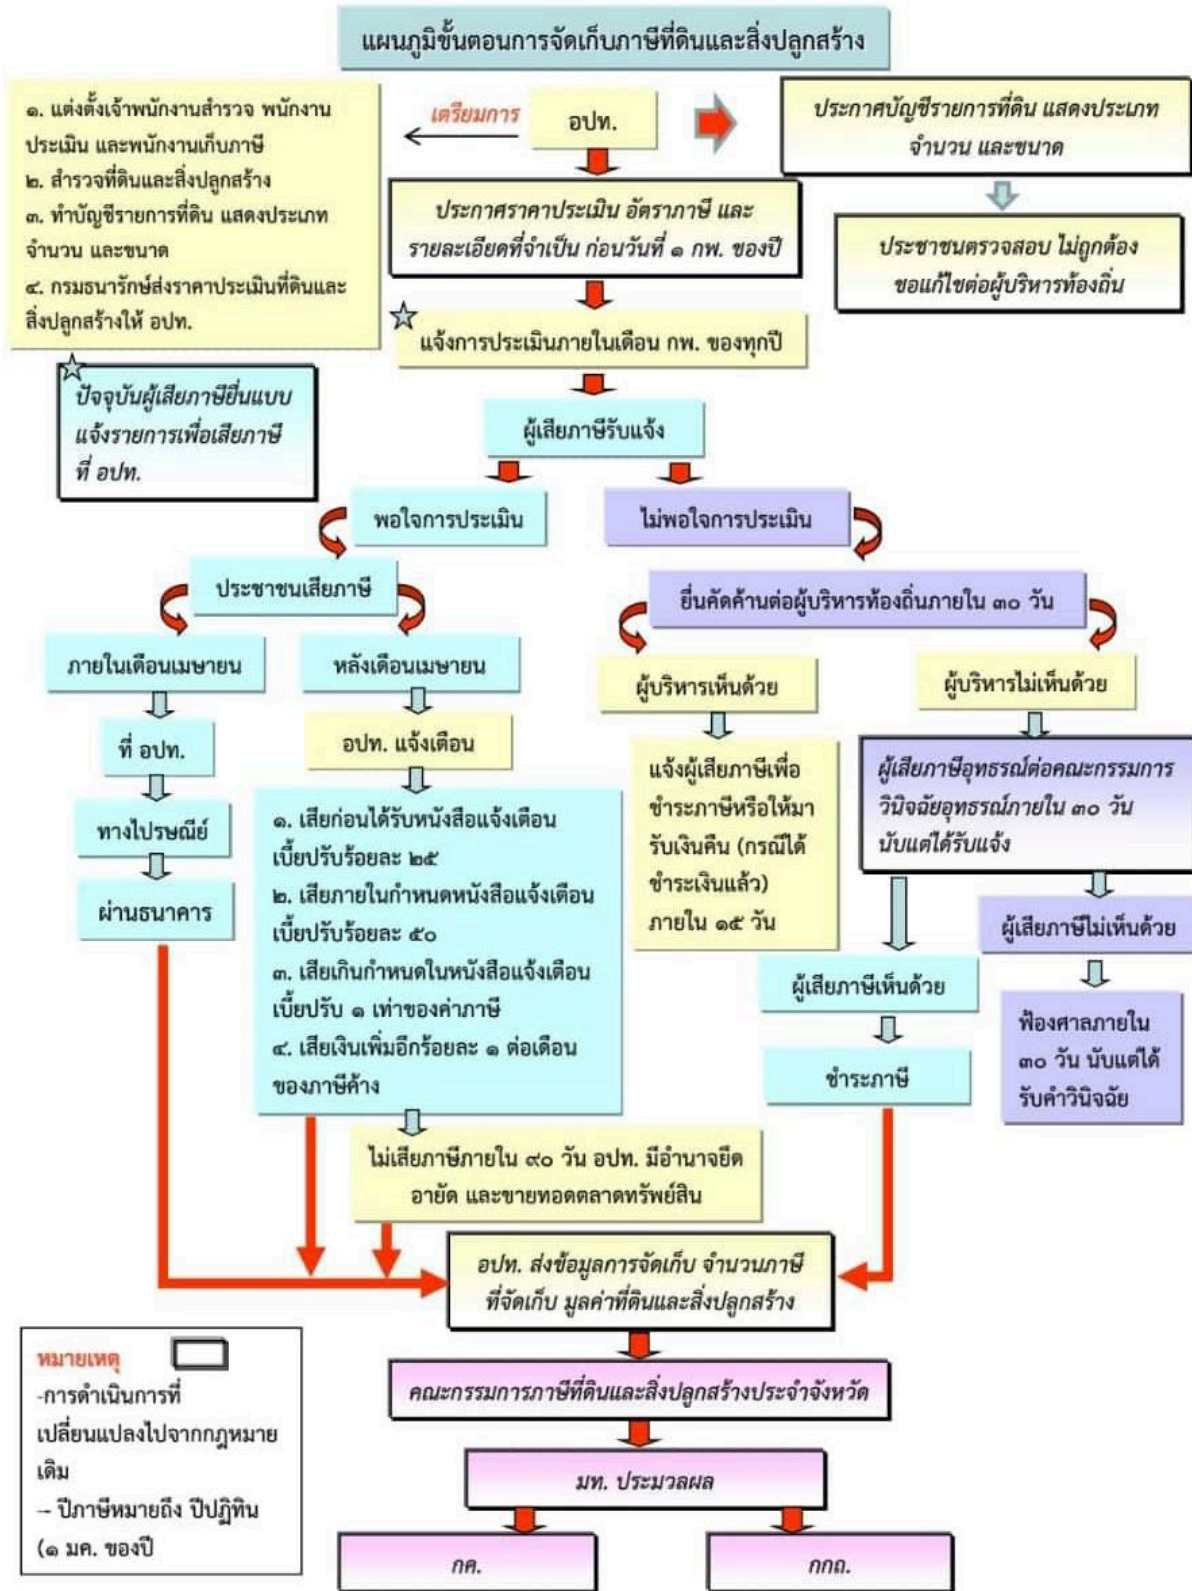 แผนภูมิขั้นตอนการจัดเก็บภาษีที่ดินและสิ่งปลูกสร้าง
๑. แต่งตั้งเจ้าพนักงานสำรวจ พนักงาน
ประเมิน และพนักงานเก็บภาษี
๒. สำรวจที่ดินและสิ่งปลูกสร้าง
๓. ทำบัญชีรายการที่ดิน แสดงประเภท
จำนวน และขนาด
๔. กรมธนารักษ์ส่งราคาประเมินที่ดินและ
สิ่งปลูกสร้างให้ อปท.
เตรียมการ
อปท.
ประกาศบัญชีรายการที่ดิน แสดงประเภท
จำนวน และขนาด
ประชาชนตรวจสอบ ไม่ถูกต้อง
ขอแก้ไขต่อผู้บริหารท้องถิ่น
ประกาศราคาประเมิน อัตราภาษี และ
รายละเอียดที่จำเป็น ก่อนวันที่ ๑ กพ. ของปี
แจ้งการประเมินภายในเดือน กพ. ของทุกปี
ปัจจุบันผู้เสียภาษียื่นแบบ
แจ้งรายการเพื่อเสียภาษี
ที่ อปท.
ผู้เสียภาษีรับแจ้ง
พอใจการประเมิน
ไม่พอใจการประเมิน
ประชาชนเสียภาษี
ยื่นคัดค้านต่อผู้บริหารท้องถิ่นภายใน ๓๐ วัน
ภายในเดือนเมษายน
หลังเดือนเมษายน
ผู้บริหารเห็นด้วย
ผู้บริหารไม่เห็นด้วย
ที่ อปท.
ทางไปรษณีย์
ผ่านธนาคาร
อปท. แจ้งเตือน
๑. เสียก่อนได้รับหนังสือแจ้งเตือน
เบี้ยปรับร้อยละ ๒๕
๒. เสียภายในกำหนดหนังสือแจ้งเตือน
เบี้ยปรับร้อยละ ๕๐
๓. เสียเกินกำหนดในหนังสือแจ้งเตือน
เบี้ยปรับ ๑ เท่าของค่าภาษี
๔. เสียเงินเพิ่มอีกร้อยละ ๑ ต่อเดือน
ของภาษีค้าง
แจ้งผู้เสียภาษีเพื่อ
ชำระภาษีหรือให้มา
รับเงินคืน (กรณีได้
ชำระเงินแล้ว)
ภายใน ๑๕ วัน
ผู้เสียภาษีอุทธรณ์ต่อคณะกรรมการ
วินิจฉัยอุทธรณ์ภายใน ๓๐ วัน
นับแต่ได้รับแจ้ง
ผู้เสียภาษีเห็นด้วย
ชำระภาษี
ผู้เสียภาษีไม่เห็นด้วย
ฟ้องศาลภายใน
๓๐ วัน นับแต่ได้
รับคำวินิจฉัย
ไม่เสียภาษีภายใน ๙๐ วัน อปท. มีอำนาจยึด
อายัด และขายทอดตลาดทรัพย์สิน
อปท. ส่งข้อมูลการจัดเก็บ จำนวนภาษี
ที่จัดเก็บ มูลค่าที่ดินและสิ่งปลูกสร้าง
คณะกรรมการภาษีที่ดินและสิ่งปลูกสร้างประจำจังหวัด
มท. ประมวลผล
กค.
กกถ.
หมายเหตุ
-การดำเนินการที่
เปลี่ยนแปลงไปจากกฎหมาย
เดิม
– ปีภาษีหมายถึง ปีปฏิทิน
(๑ มค. ของปี